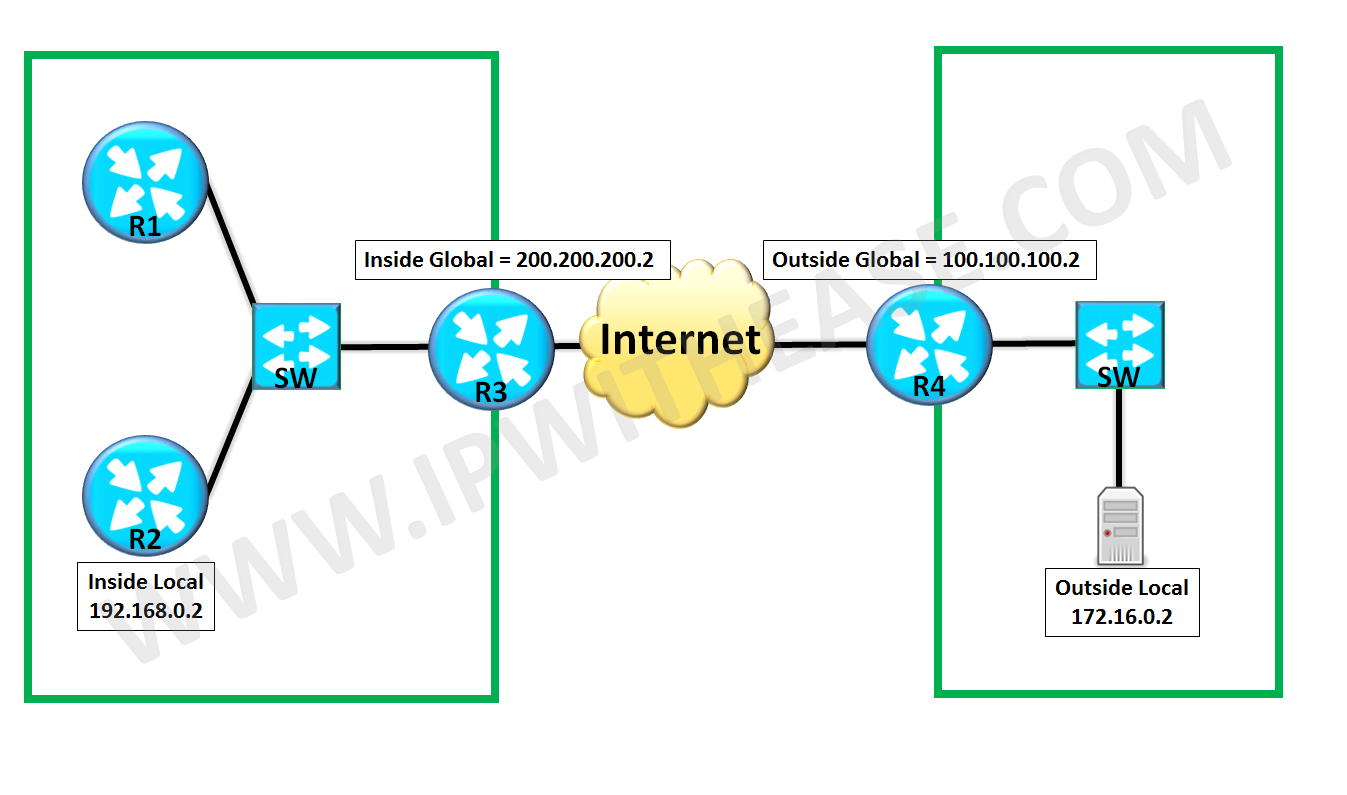 R1
Inside Global = 200.200.200.2
Outside Global = 100.100.100.2
Internet
SW
R3
R4
SW
R2
Inside Local
192.168.0.2
Outside Local
172.16.0.2
WWW.IPWITHEASE.COM